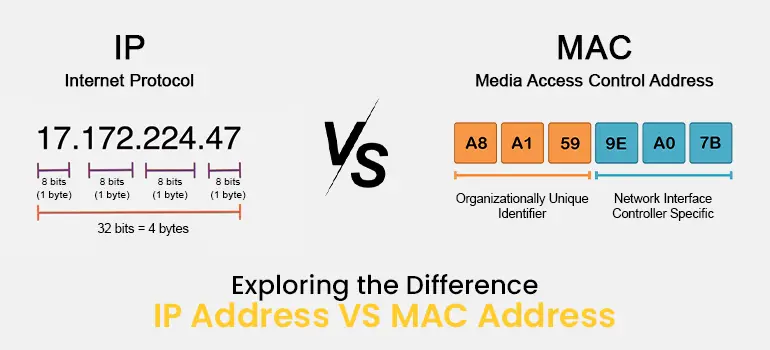 IP
Internet Protocol
17.172.224.47
8 bits
(1 byte)
8 bits
(1 byte)
8 bits
(1 byte)
8 bits
(1 byte)
32 bits = 4 bytes
VS
MAC
Media Access Control Address
A8 A1 59 9E A0 7B
Organizationally Unique
Identifier
Network Interface
Controller Specific
Exploring the Difference
IP Address VS MAC Address